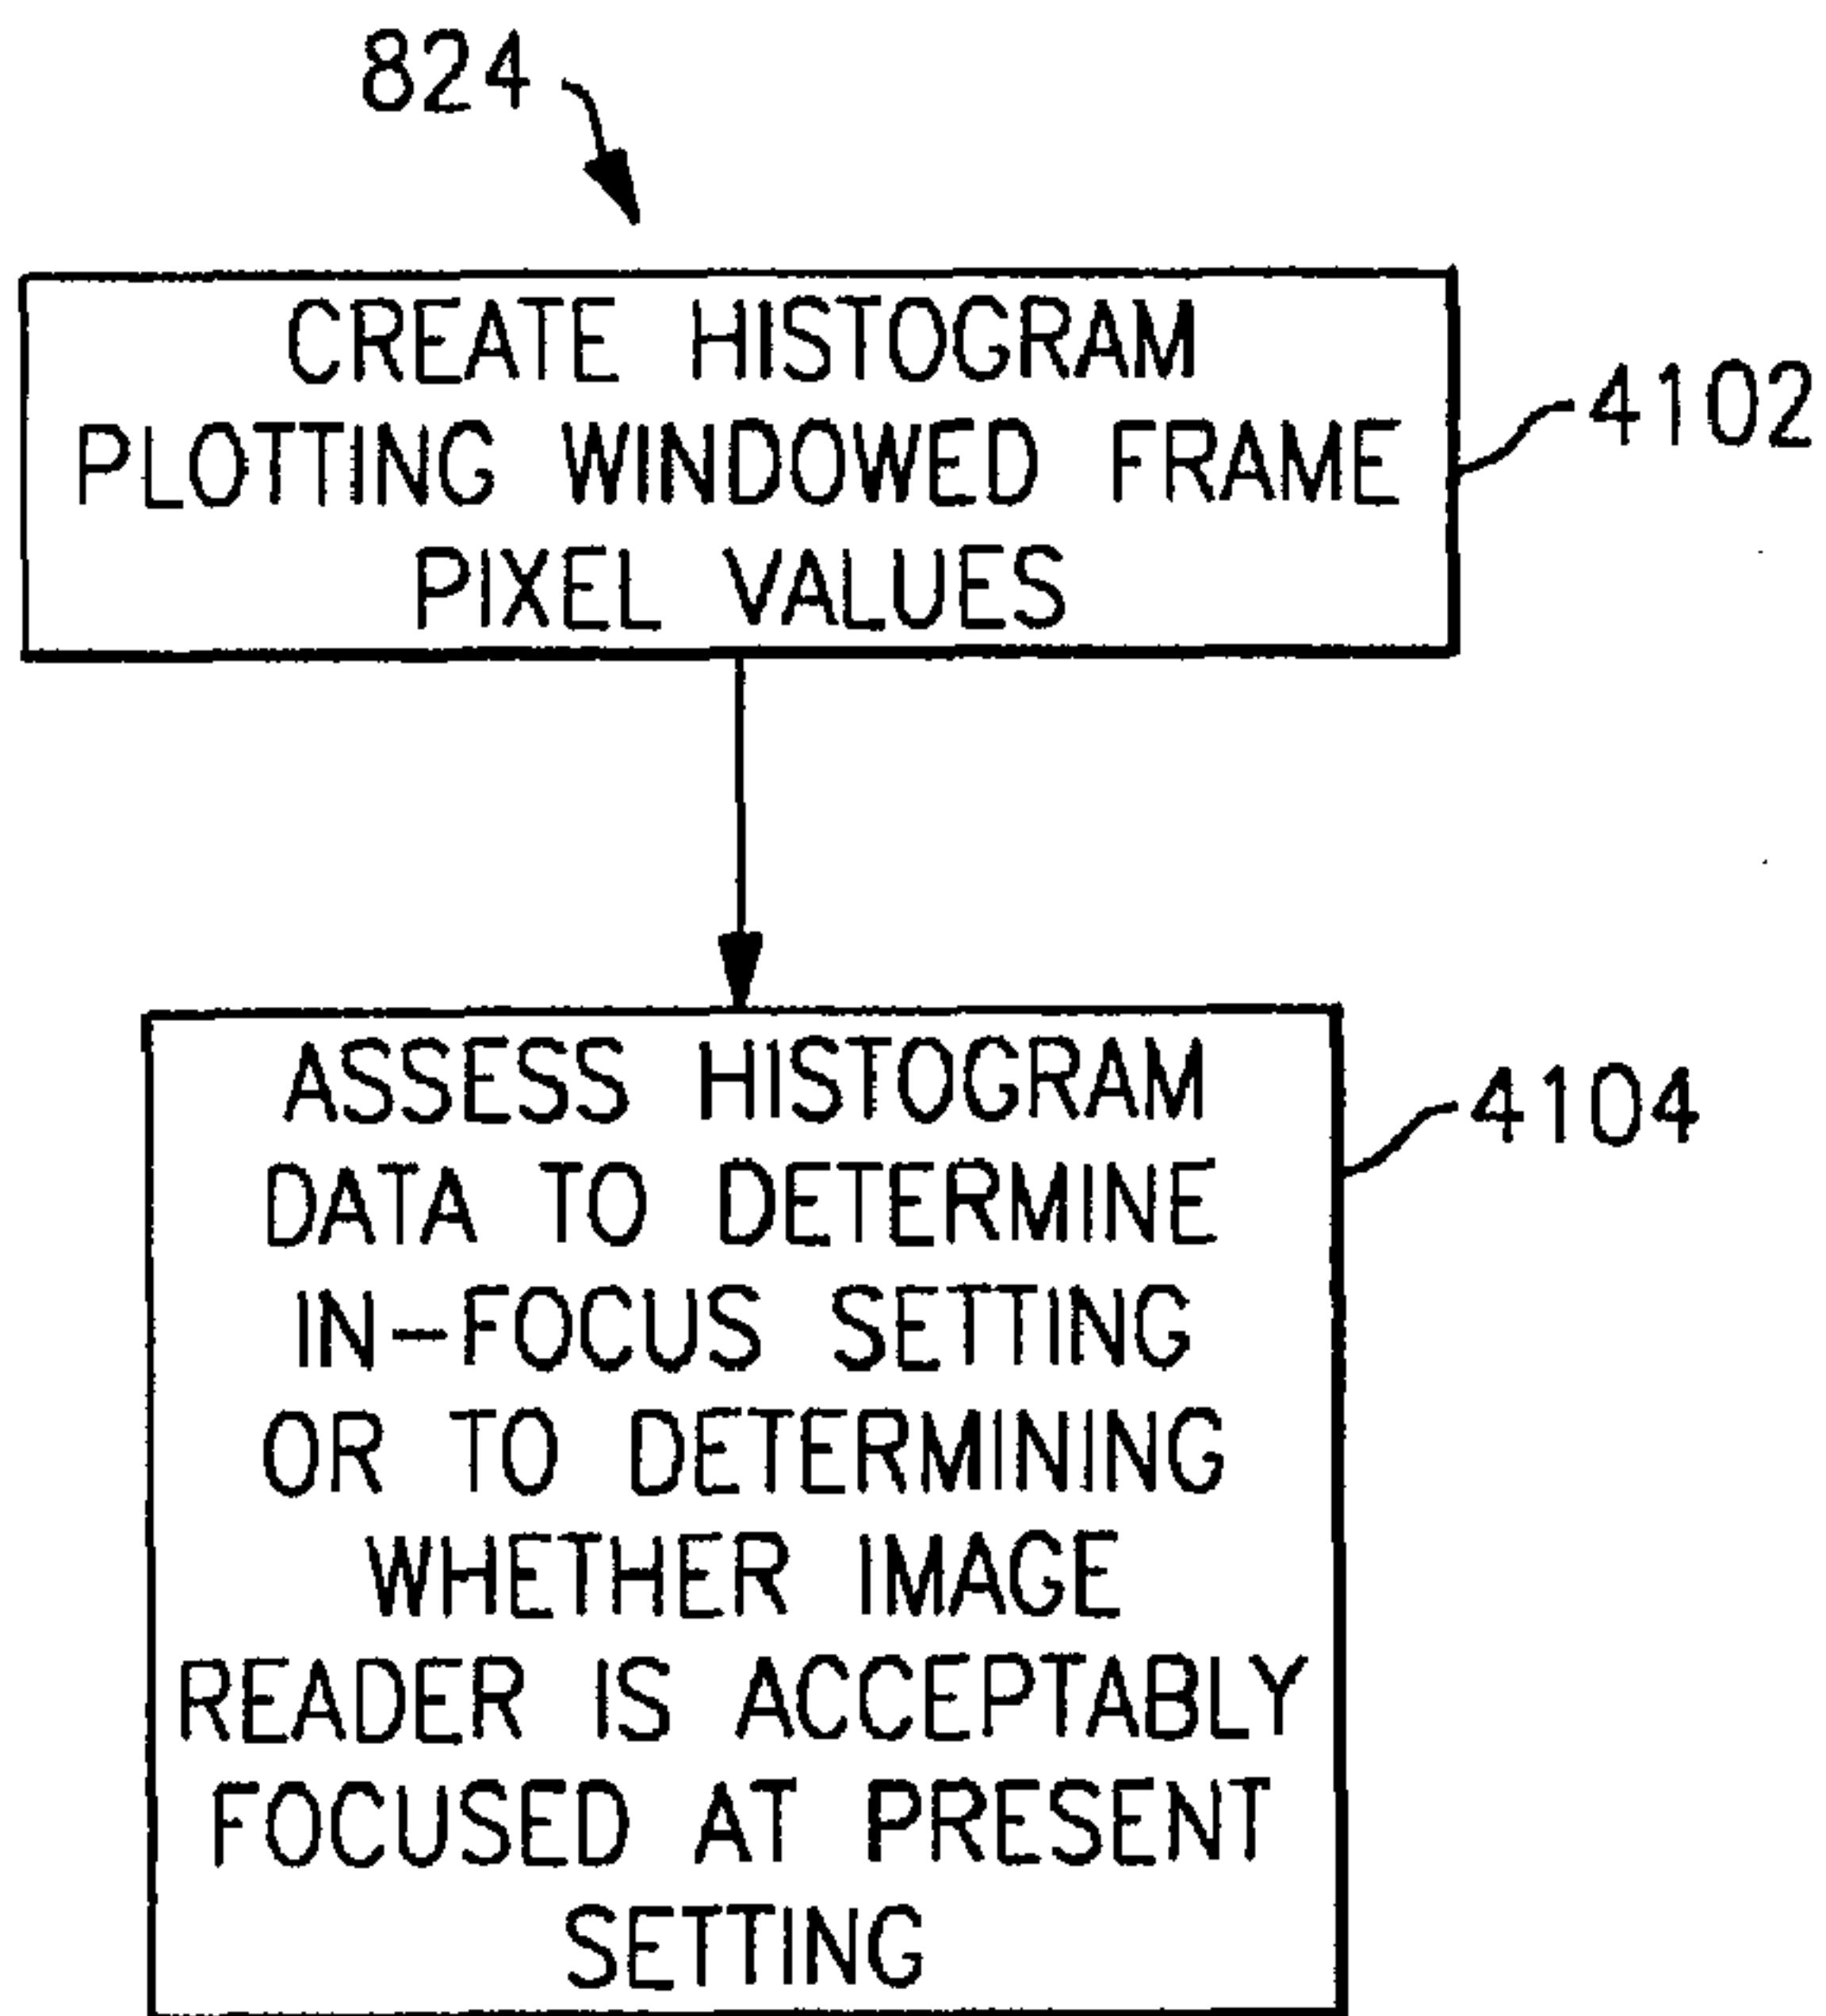 824
CREATE HISTOGRAM
PLOTTING WINDOWED FRAME
PIXEL VALUES
4102
ASSESS HISTOGRAM
DATA TO DETERMINE
IN-FOCUS SETTING
OR TO DETERMINING
WHETHER IMAGE
READER IS ACCEPTABLY
FOCUSED AT PRESENT
SETTING
4104